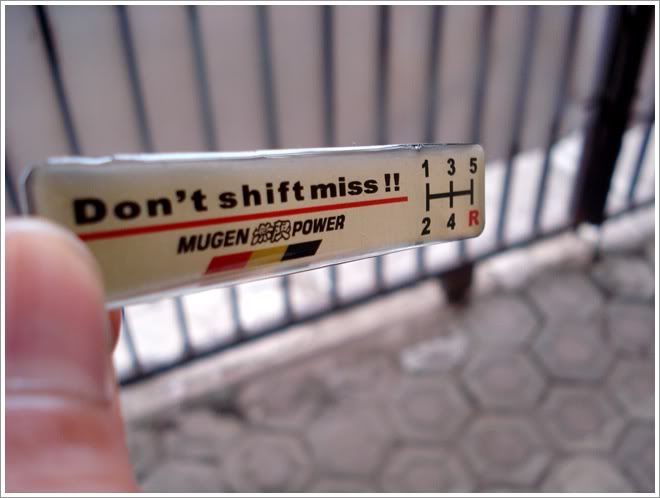 Don't shift miss !!
MUGEN 無限 POWER
1 3 5
2 4 R